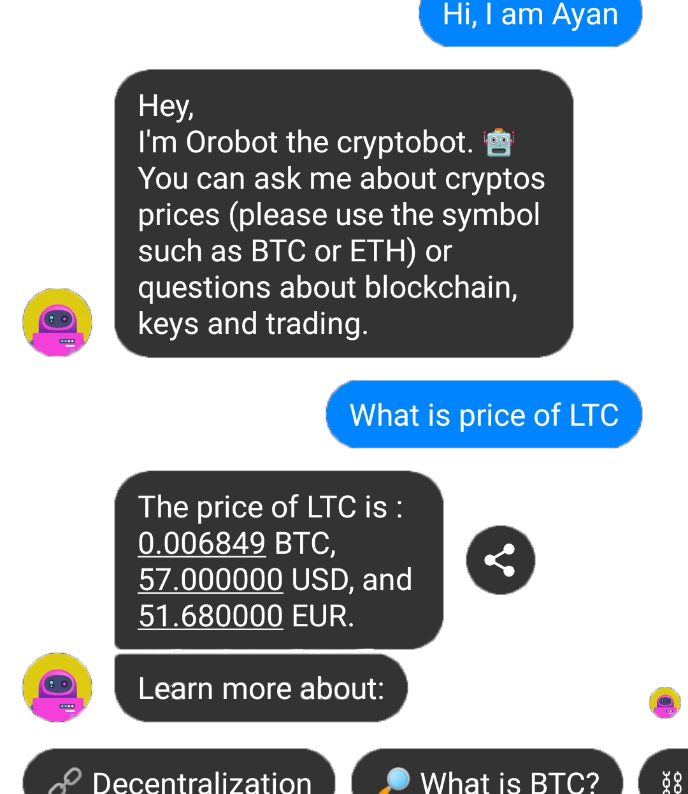 Hi, I am Ayan
Hey,
I'm Orobot the cryptobot. 🤖
You can ask me about cryptos
prices (please use the symbol
such as BTC or ETH) or
questions about blockchain,
keys and trading.
What is price of LTC
The price of LTC is :
0.006849 BTC,
57.000000 USD, and
51.680000 EUR.
Learn more about:
🔗 Decentralization
🔎 What is BTC?